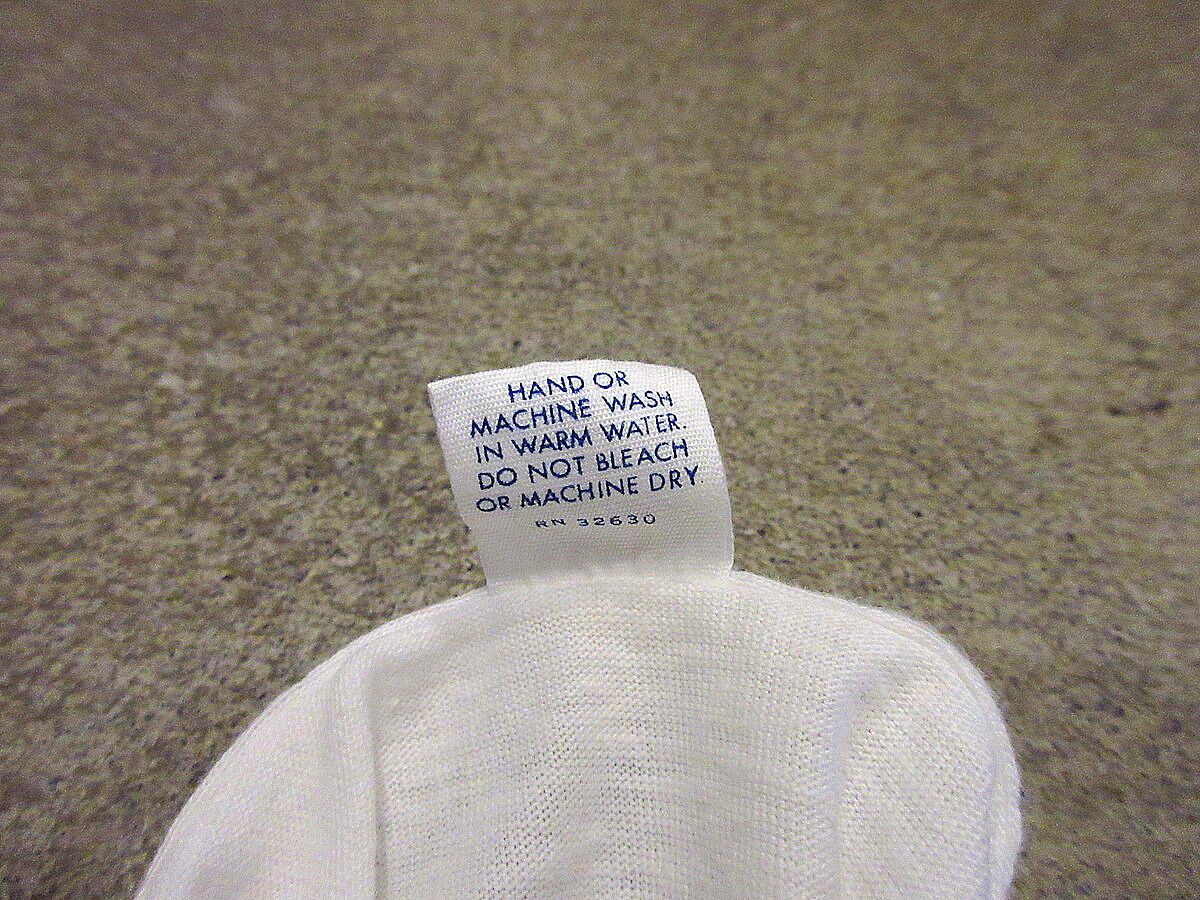 HAND OR
MACHINE WASH
IN WARM WATER.
DO NOT BLEACH
OR MACHINE DRY.
RN 32630